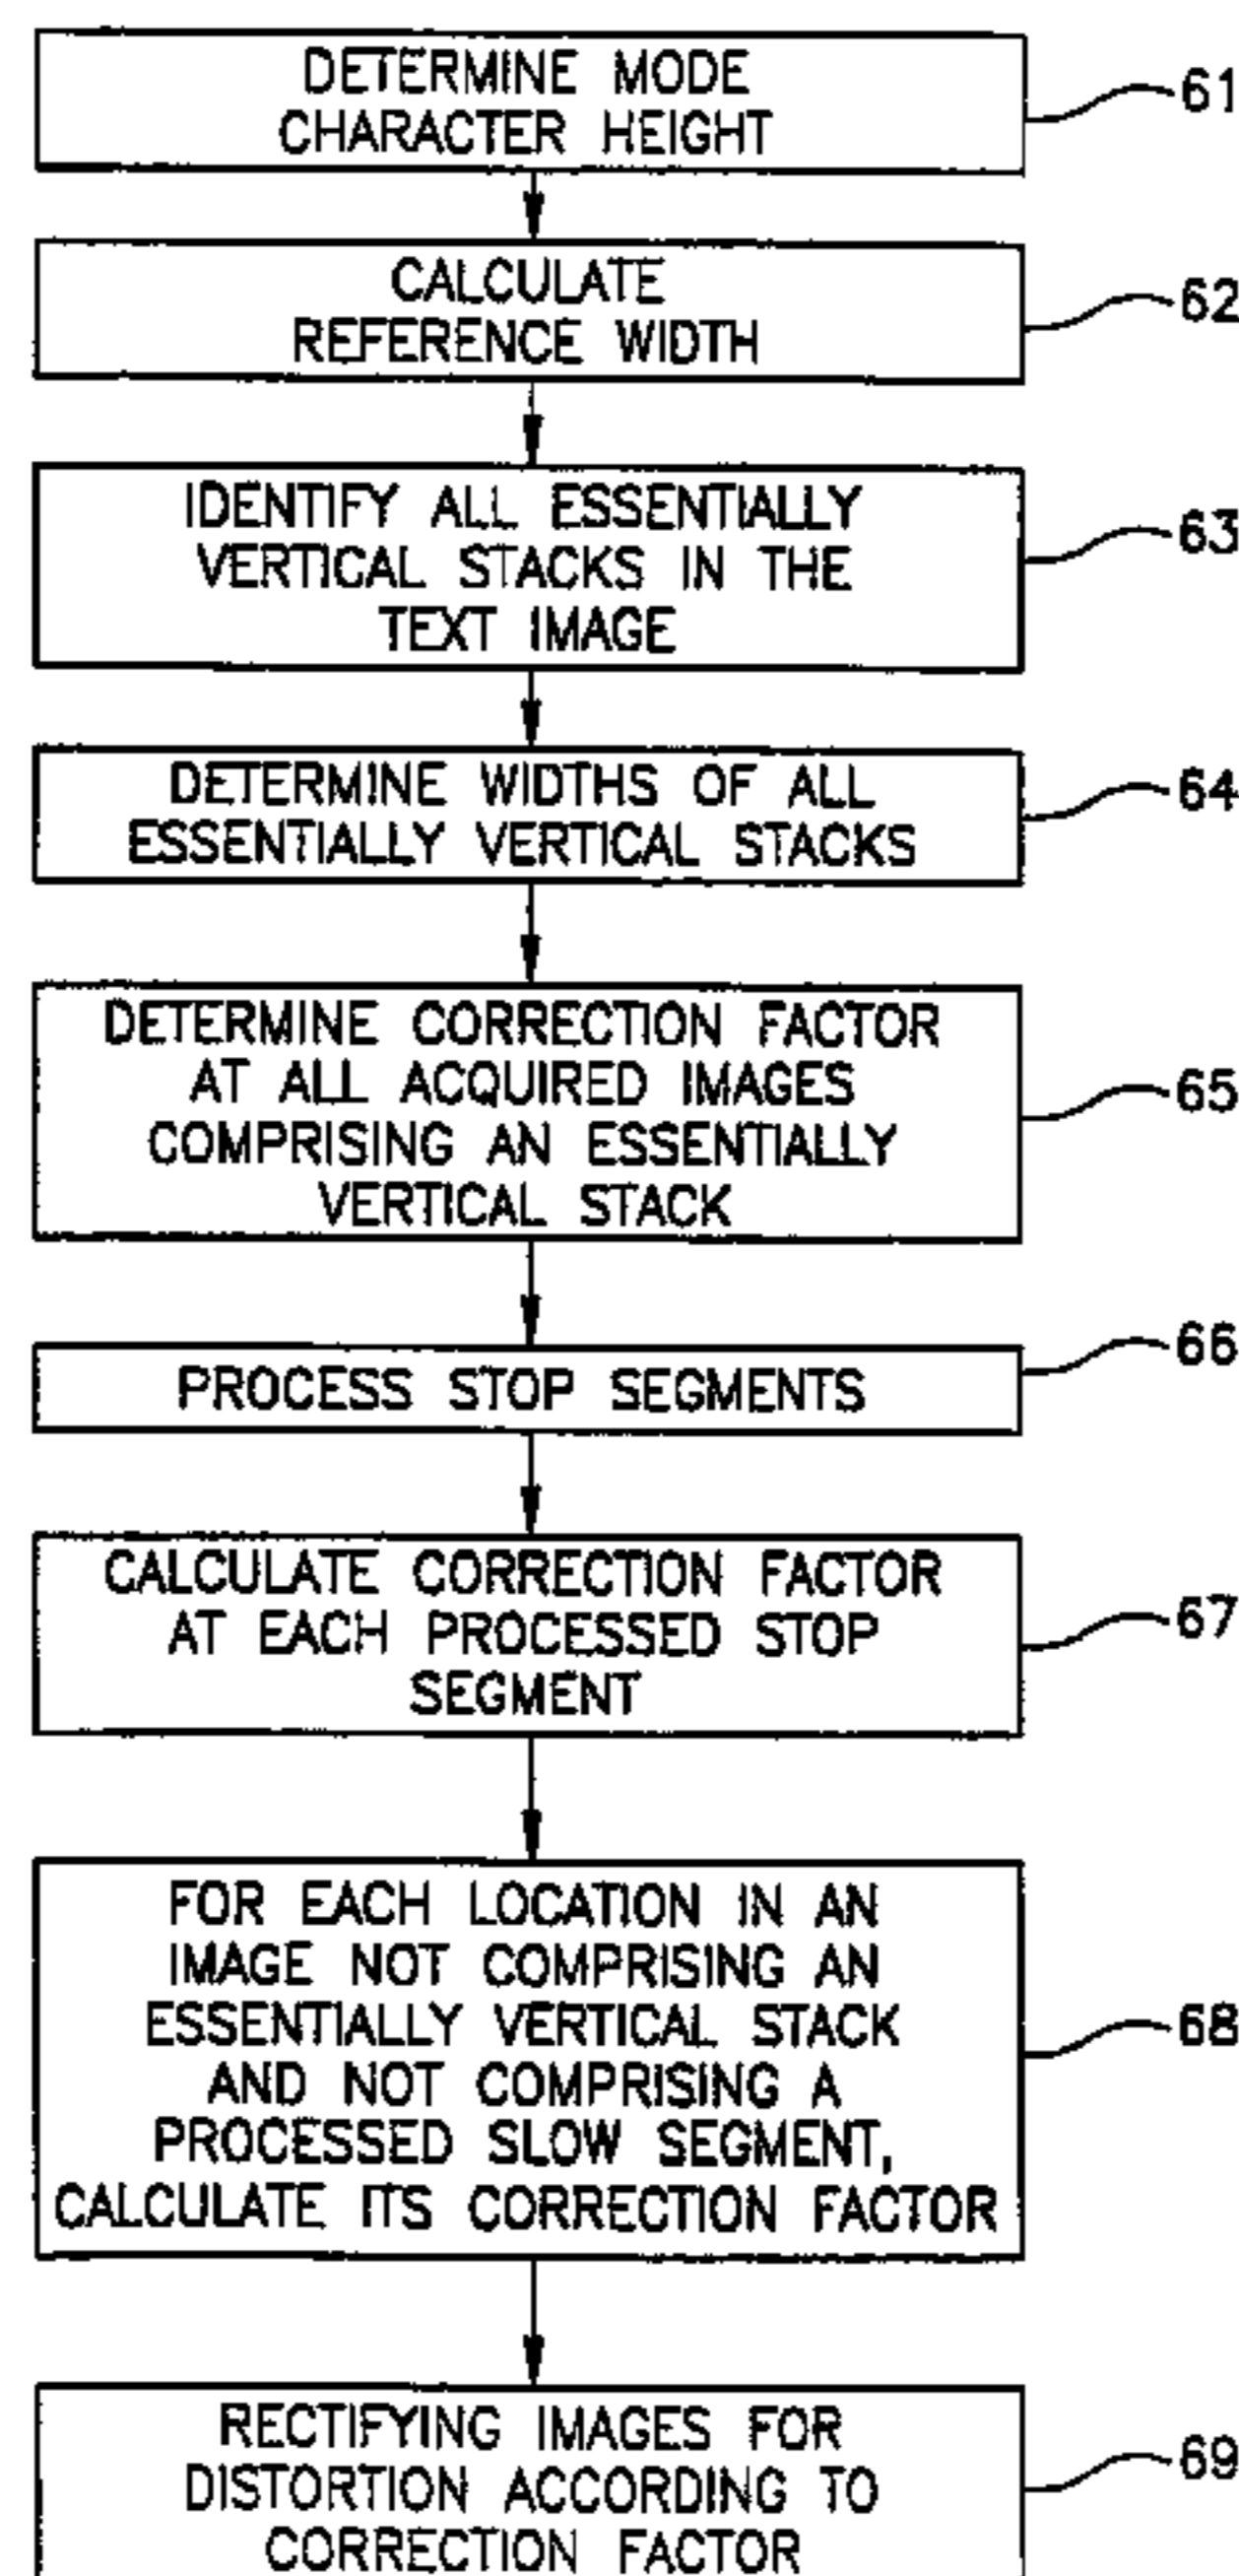 DETERMINE MODE
CHARACTER HEIGHT
61
CALCULATE
REFERENCE WIDTH
62
IDENTIFY ALL ESSENTIALLY
VERTICAL STACKS IN THE
TEXT IMAGE
63
DETERMINE WIDTHS OF ALL
ESSENTIALLY VERTICAL STACKS
64
DETERMINE CORRECTION FACTOR
AT ALL ACQUIRED IMAGES
COMPRISING AN ESSENTIALLY
VERTICAL STACK
65
PROCESS STOP SEGMENTS
66
CALCULATE CORRECTION FACTOR
AT EACH PROCESSED STOP
SEGMENT
67
FOR EACH LOCATION IN AN
IMAGE NOT COMPRISING AN
ESSENTIALLY VERTICAL STACK
AND NOT COMPRISING A
PROCESSED SLOW SEGMENT,
CALCULATE ITS CORRECTION FACTOR
68
RECTIFYING IMAGES FOR
DISTORTION ACCORDING TO
CORRECTION FACTOR
69